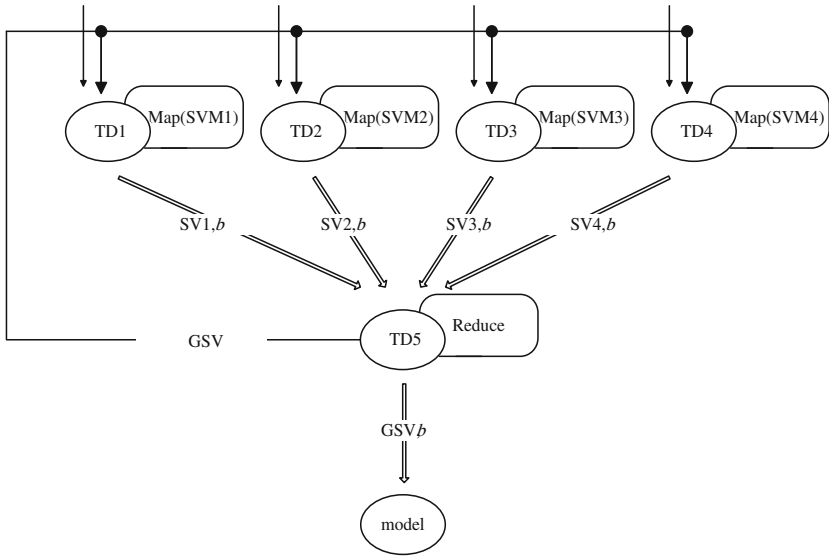 TD1 Map(SVM1) TD2 Map(SVM2) TD3 Map(SVM3) TD4 Map(SVM4)
SV1,b SV2,b SV3,b SV4,b
TD5 Reduce
GSV
GSV,b
model